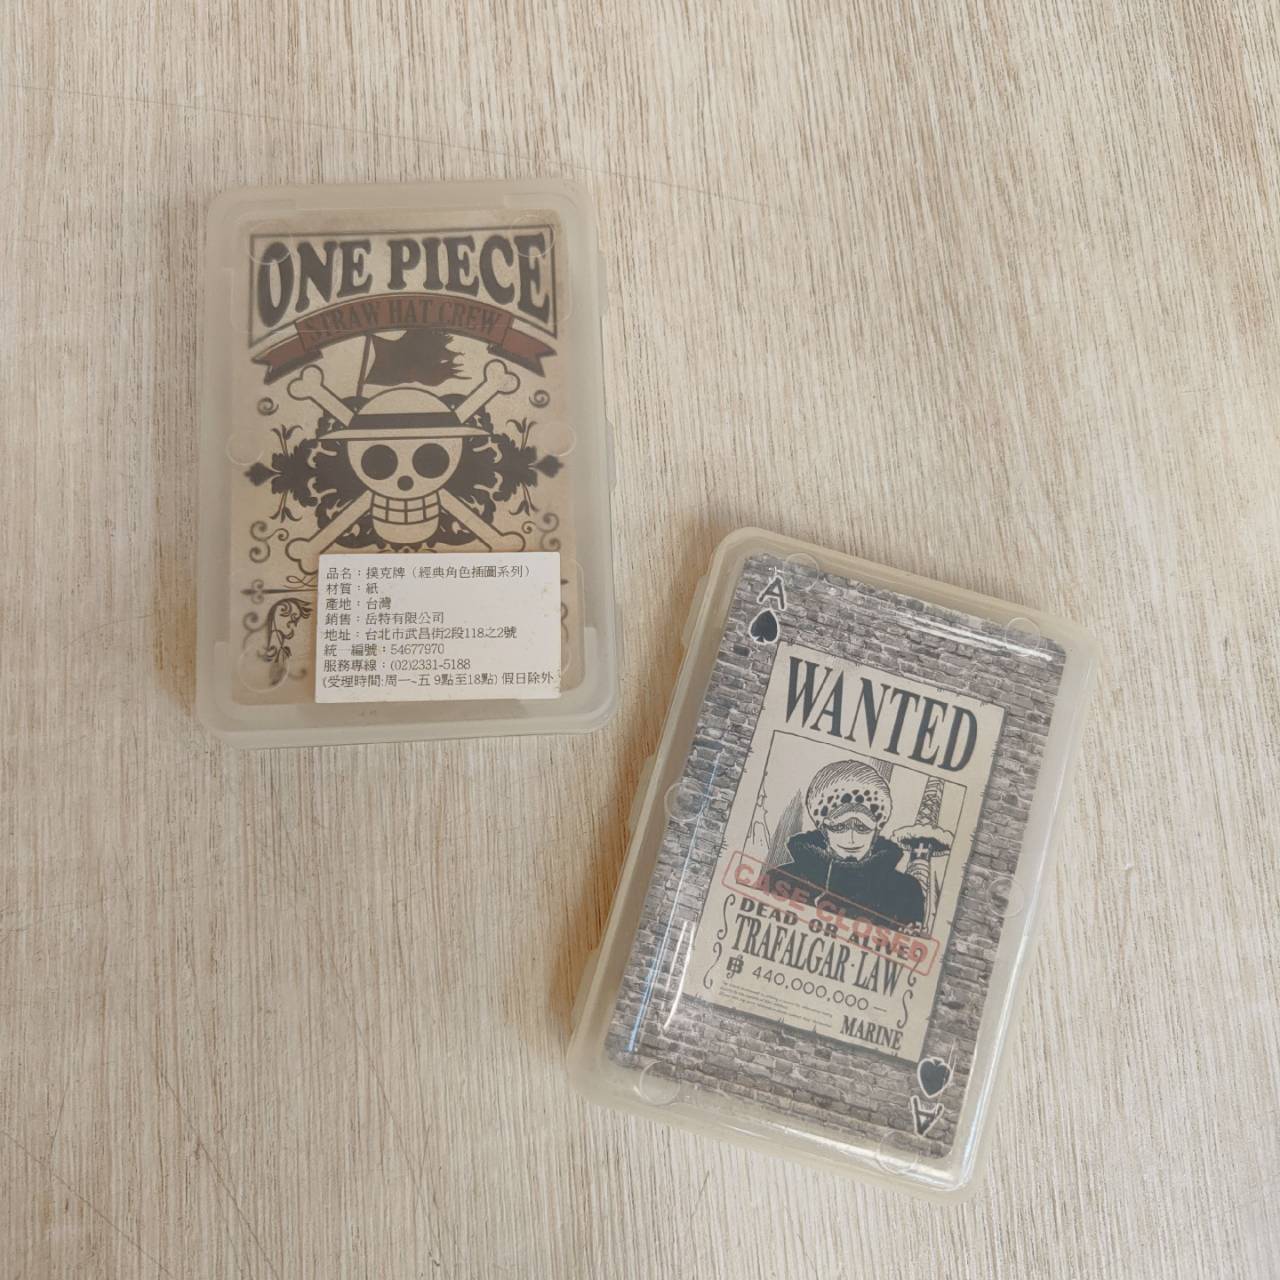 ONE PIECE
STRAW HAT CREW
品名：撲克牌（經典角色插圖系列）
材質：紙
產地：台灣
銷售：岳特有限公司
地址：台北市武昌街2段118之2號
統一編號：54677970
服務專線：(02)2331-5188
(受理時間:周一~五 9點至18點) 假日除外
A
WANTED
CASE CLOSED
DEAD OR ALIVE
TRAFALGAR·LAW
440,000,000—
MARINE
A